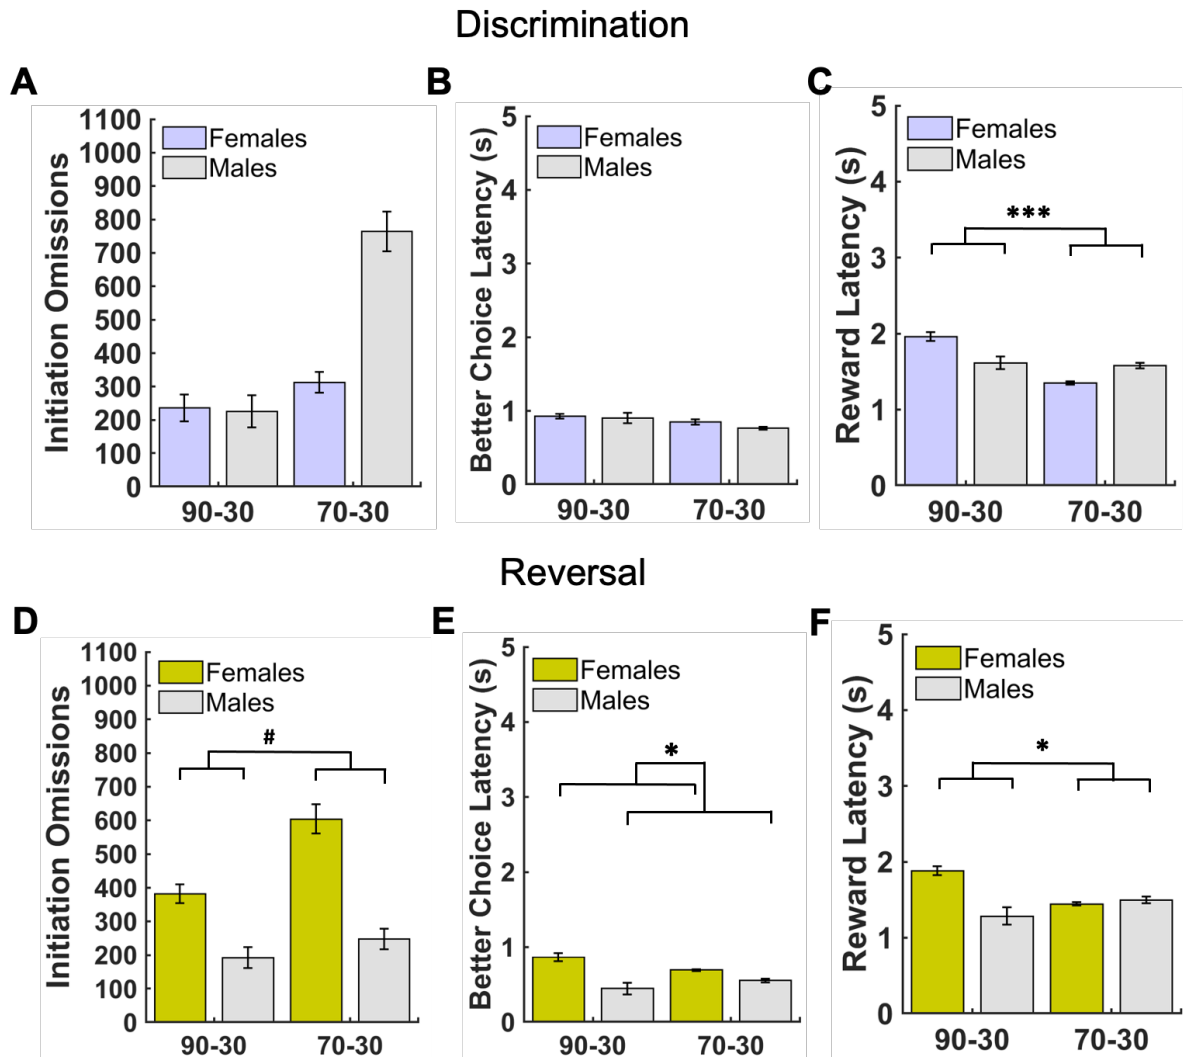 Discrimination
A
Initiation Omissions
1100
1000
900
800
700
600
500
400
300
200
100
0
Females
Males
90-30
70-30
B
Better Choice Latency (s)
5
4
3
2
1
0
Females
Males
90-30
70-30
C
Reward Latency (s)
5
4
3
2
1
0
Females
Males
***
90-30
70-30
Reversal
D
Initiation Omissions
1100
1000
900
800
700
600
500
400
300
200
100
0
Females
Males
#
90-30
70-30
E
Better Choice Latency (s)
5
4
3
2
1
0
Females
Males
*
90-30
70-30
F
Reward Latency (s)
5
4
3
2
1
0
Females
Males
*
90-30
70-30